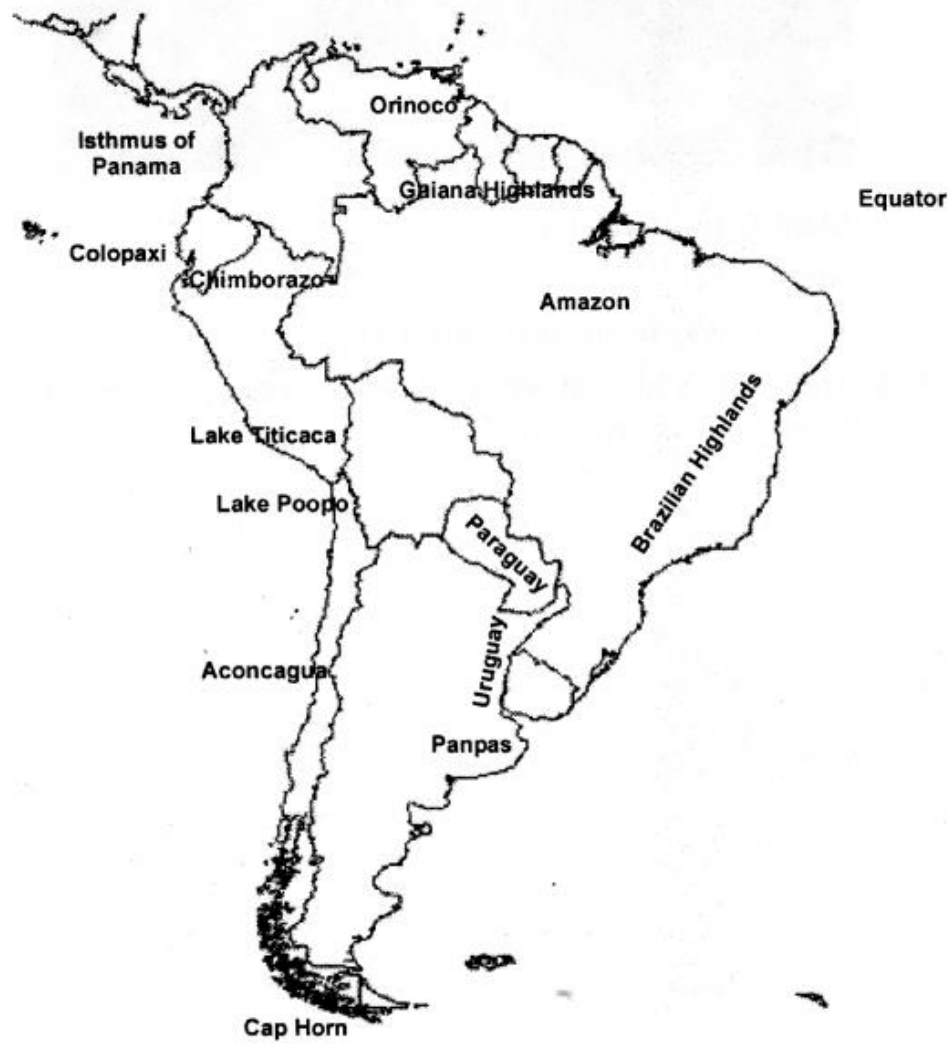 Orinoco
Isthmus of
Panama
Gaiana Highlands
Equator
Colopaxi
Chimborazo
Amazon
Brazilian Highlands
Lake Titicaca
Lake Poopo
Paraguay
Uruguay
Aconcagua
Panpas
Cap Horn